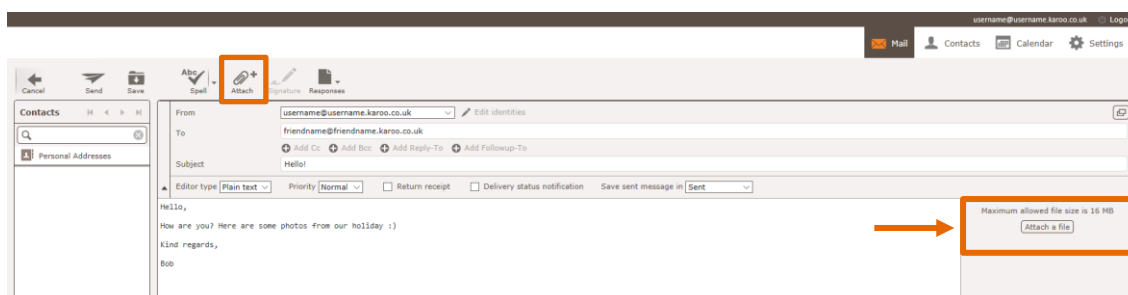 username@username.karoo.co.uk Logo
Mail Contacts Calendar Settings
Cancel Send Save Abc Spell Attach Signature Responses
Contacts
From username@username.karoo.co.uk Edit identities
To friendname@friendname.karoo.co.uk
Add Cc Add Bcc Add Reply-To Add Followup-To
Personal Addresses
Subject Hello!
Editor type Plain text Priority Normal Return receipt Delivery status notification Save sent message in Sent
Hello,
Maximum allowed file size is 16 MB
How are you? Here are some photos from our holiday :)
Attach a file
Kind regards,
Bob